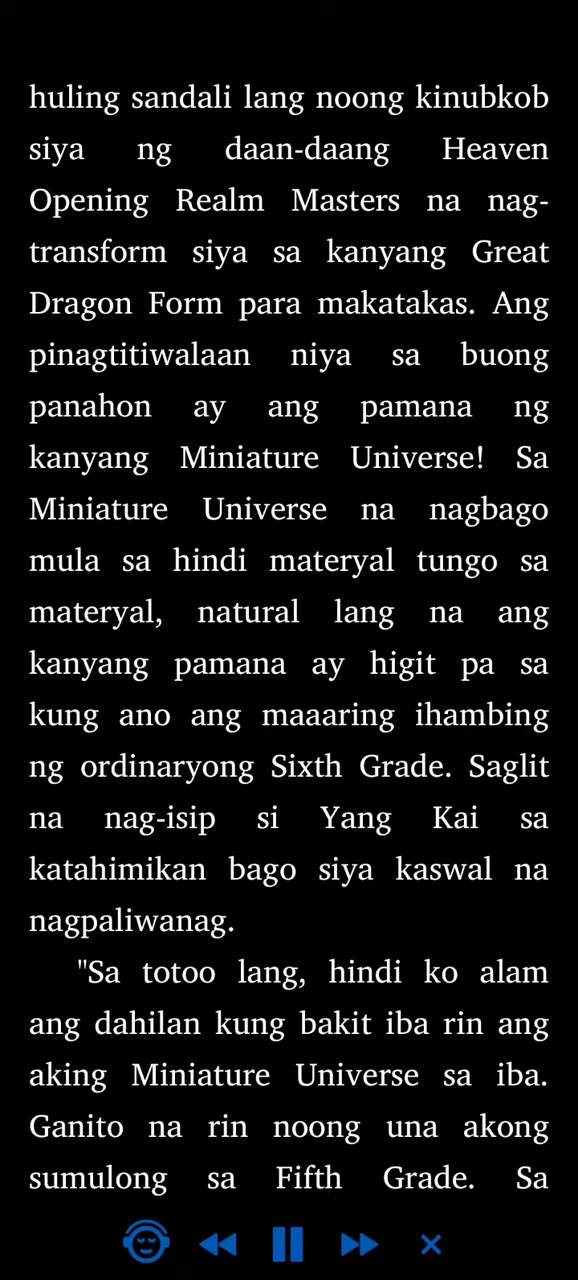 huling sandali lang noong kinubkob
siya ng daan-daang Heaven
Opening Realm Masters na nag-
transform siya sa kanyang Great
Dragon Form para makatakas. Ang
pinagtitiwalaan niya sa buong
panahon ay ang pamana ng
kanyang Miniature Universe! Sa
Miniature Universe na nagbago
mula sa hindi materyal tungo sa
materyal, natural lang na ang
kanyang pamana ay higit pa sa
kung ano ang maaaring ihambing
ng ordinaryong Sixth Grade. Saglit
na nag-isip si Yang Kai sa
katahimikan bago siya kaswal na
nagpaliwanag.
"Sa totoo lang, hindi ko alam
ang dahilan kung bakit iba rin ang
aking Miniature Universe sa iba.
Ganito na rin noong una akong
sumulong sa Fifth Grade. Sa